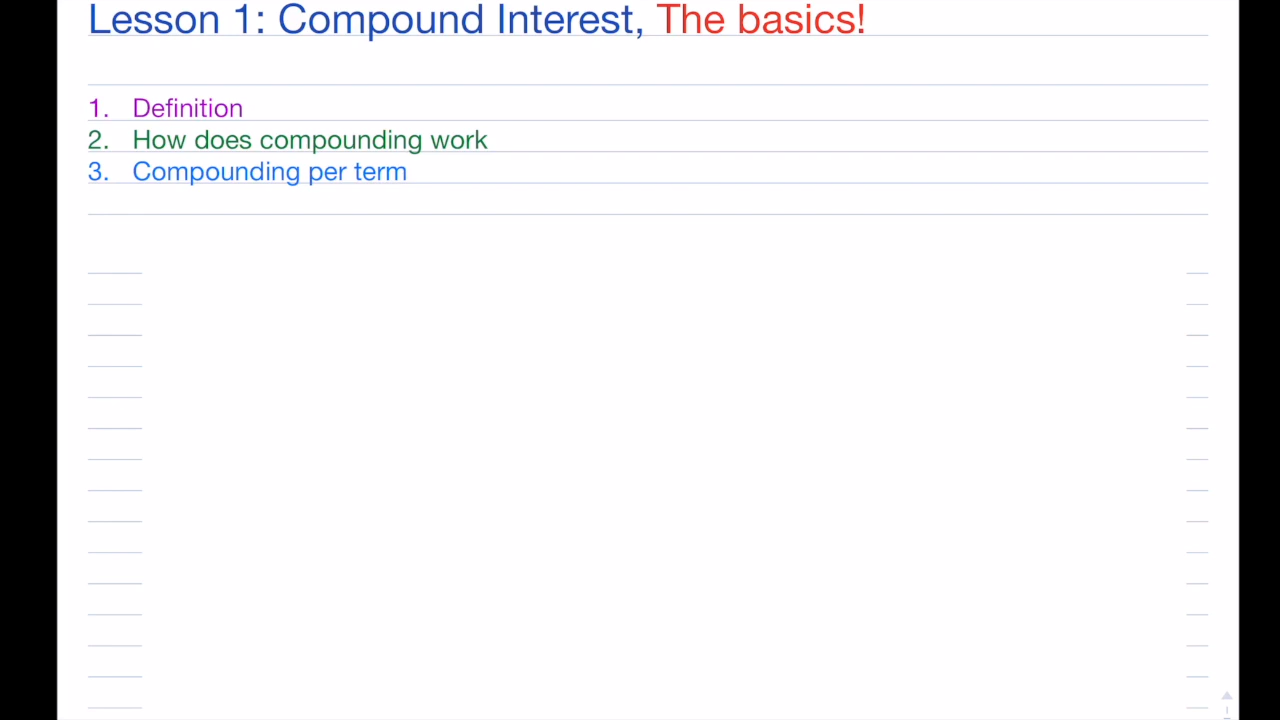 Lesson 1: Compound Interest, The basics!
1. Definition
2. How does compounding work
3. Compounding per term